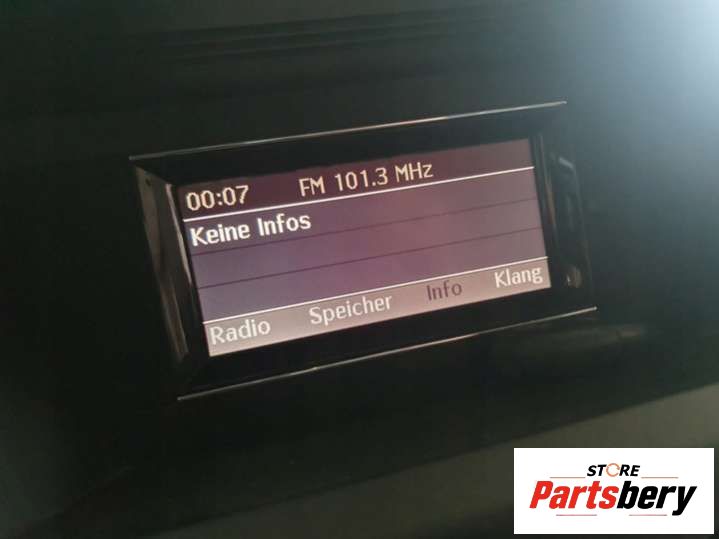 00:07 FM 101.3 MHz
Keine Infos
Radio Speicher Info Klang
STORE
Partsbery